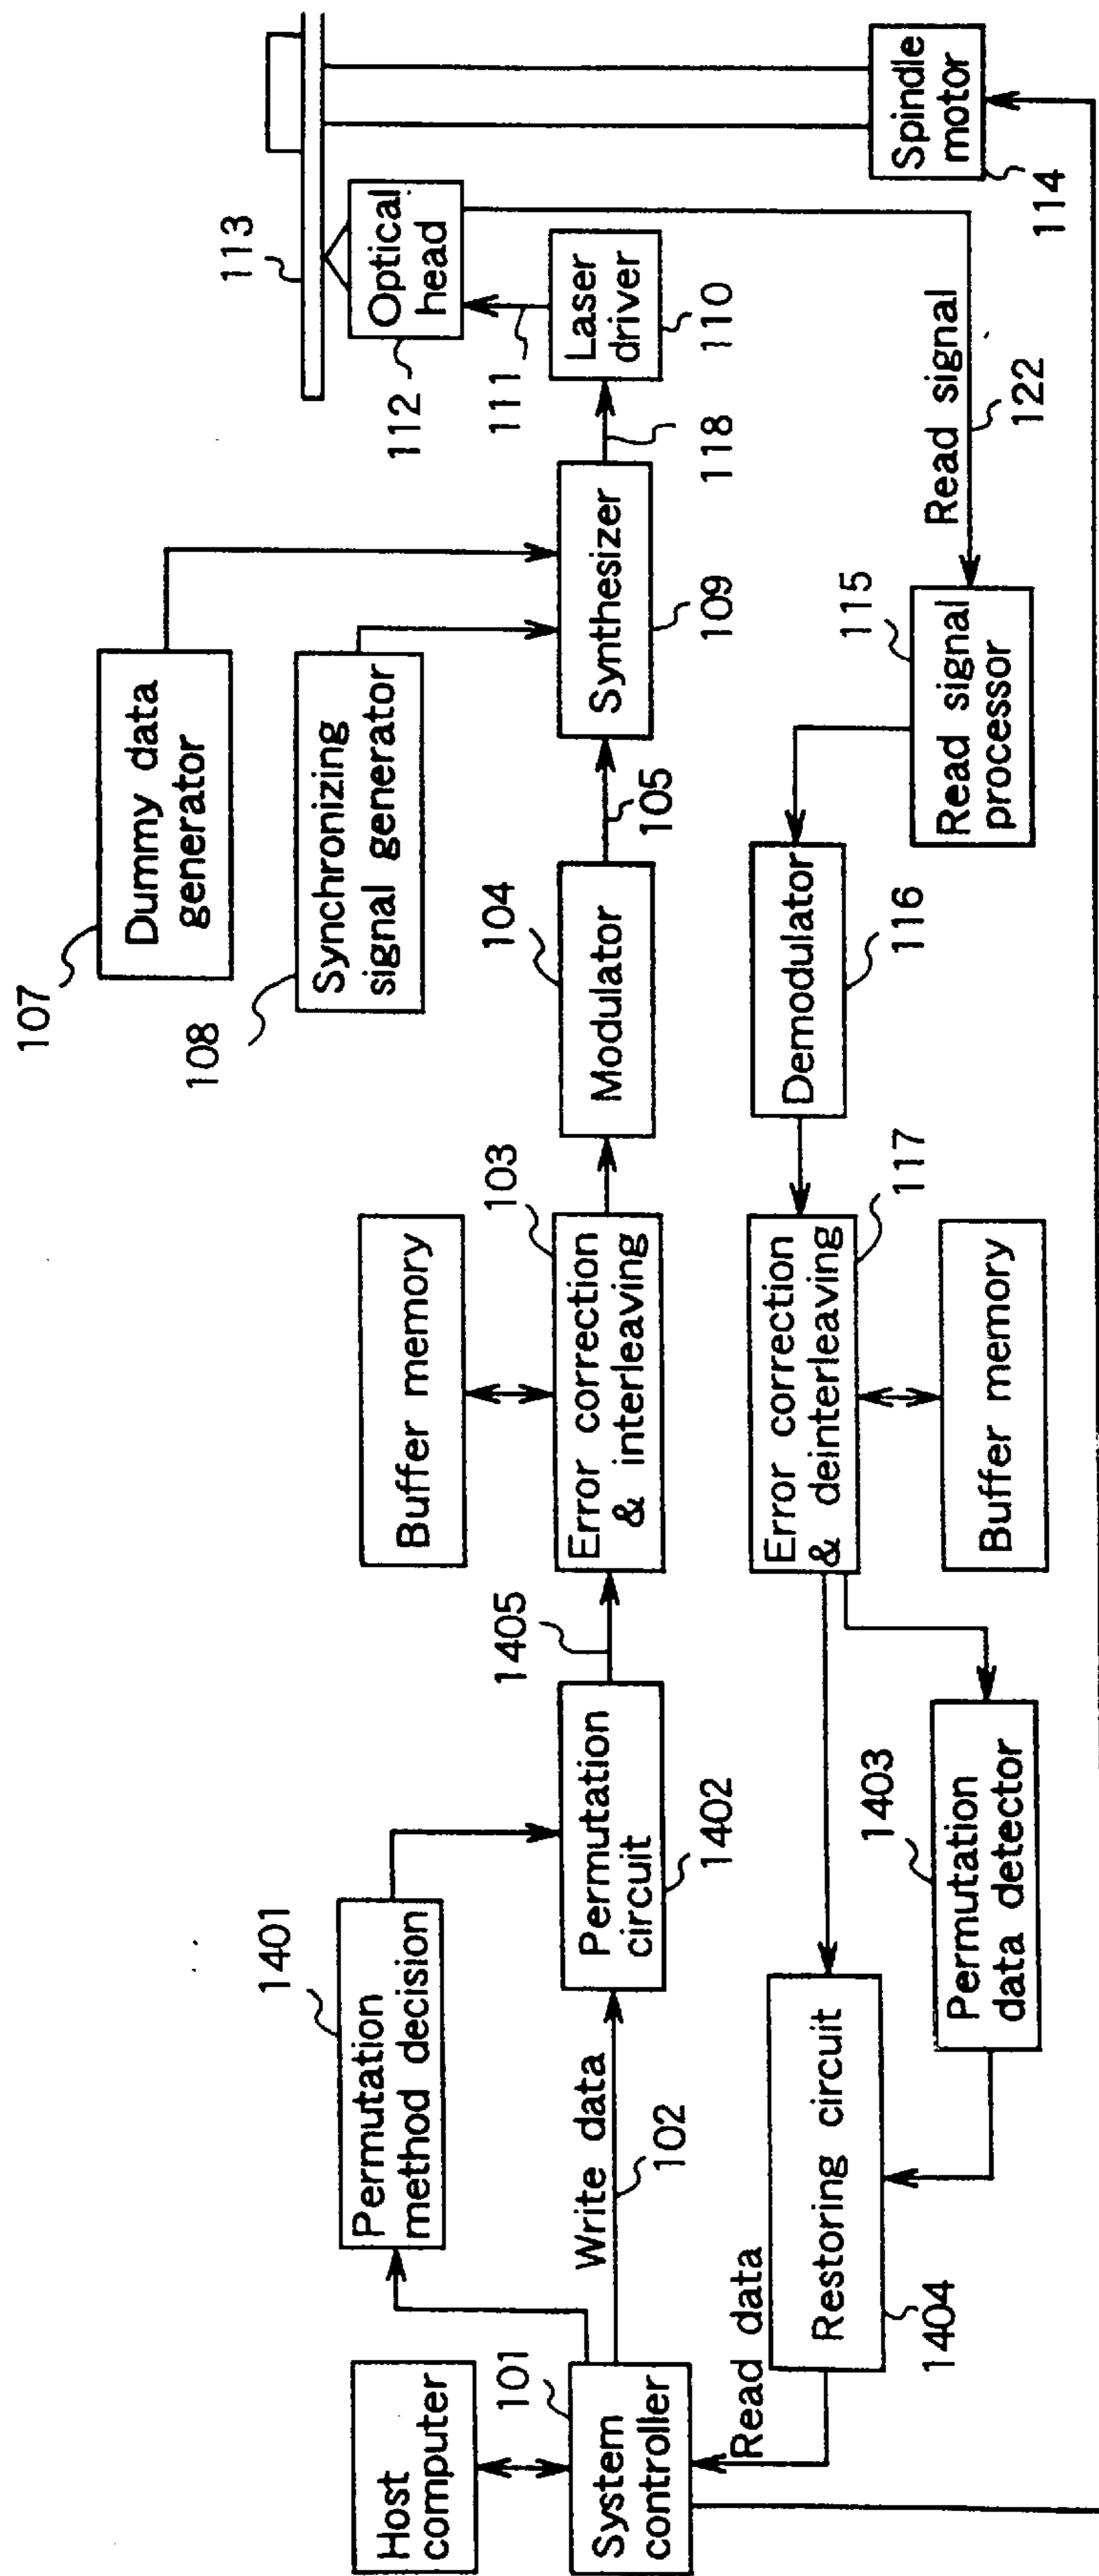 Host
computer
101
System
controller
1401
Permutation
method decision
Write data
102
Permutation
circuit
1402
1405
Buffer memory
103
Error correction
& interleaving
104
Modulator
105
107
Dummy data
generator
108
Synchronizing
signal generator
Synthesizer
109
118
Laser
driver
110
111
112
Optical
head
113
Spindle
motor
114
Read signal
122
115
Read signal
processor
Demodulator
116
Error correction
& deinterleaving
117
Buffer memory
1403
Permutation
data detector
Restoring circuit
1404
Read data